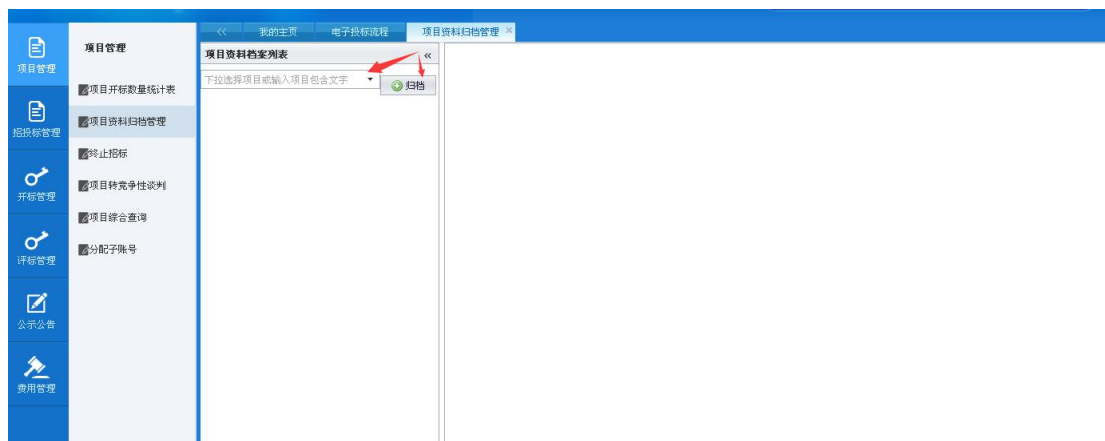 << 我的主页 电子投标流程 项目资料归档管理 ×
项目管理
招投标管理
开标管理
评标管理
公示公告
费用管理
项目管理
项目开标数量统计表
项目资料归档管理
终止招标
项目转竞争性谈判
项目综合查询
分配子账号
项目资料档案列表 «
下拉选择项目或输入项目包含文字
归档